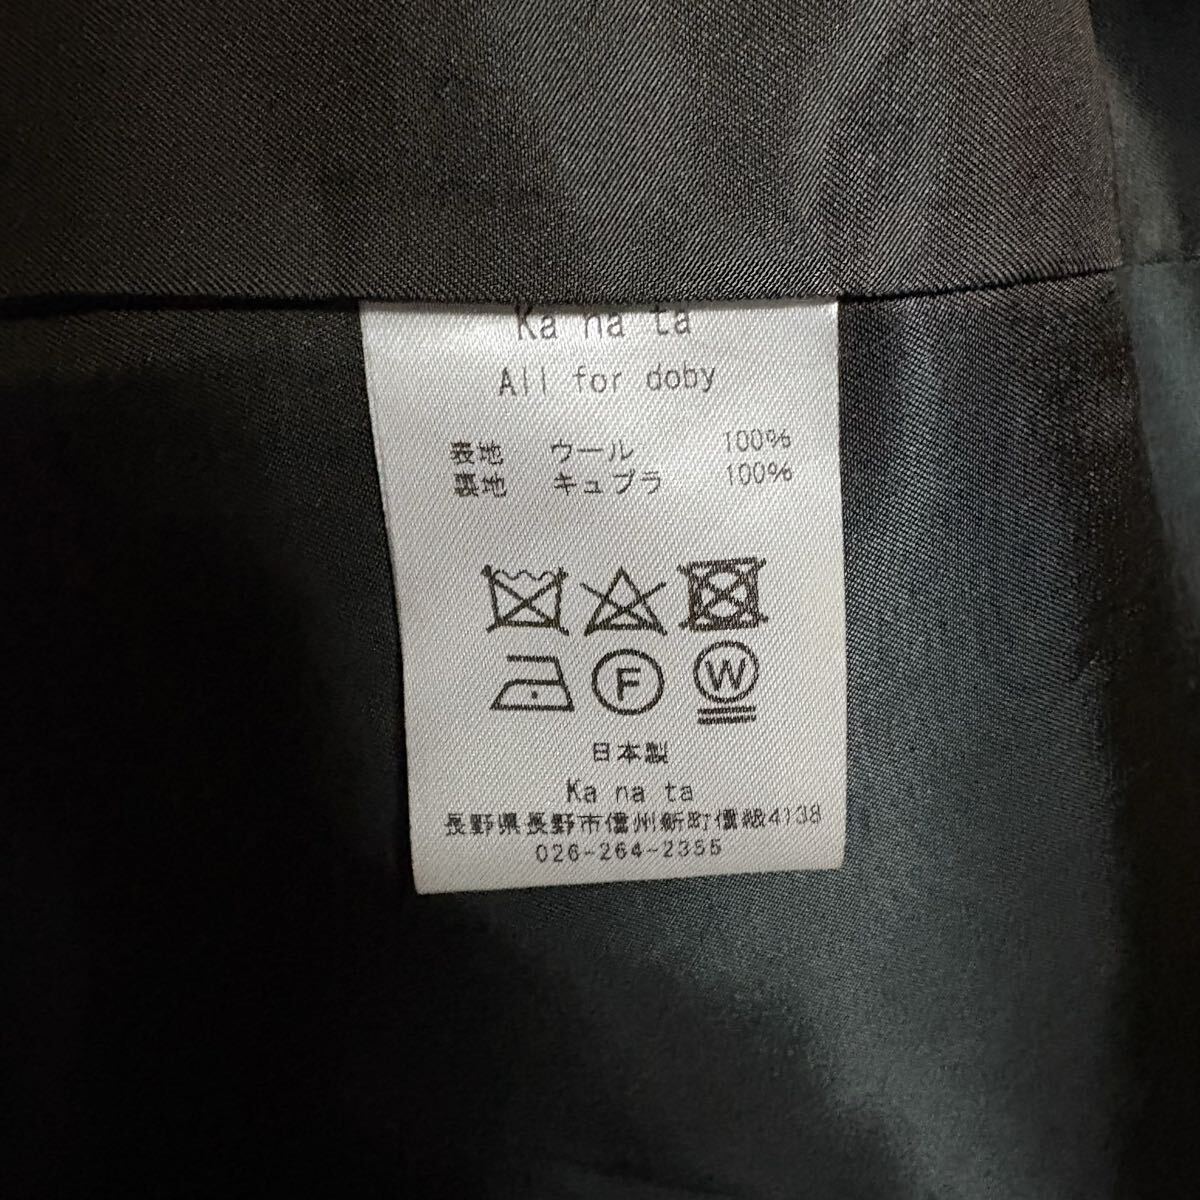 Ka na ta
All for doby
表地 ウール 100%
裏地 キュプラ 100%
F W
日本製
Ka na ta
長野県長野市信州新町信級4138
026-264-2355